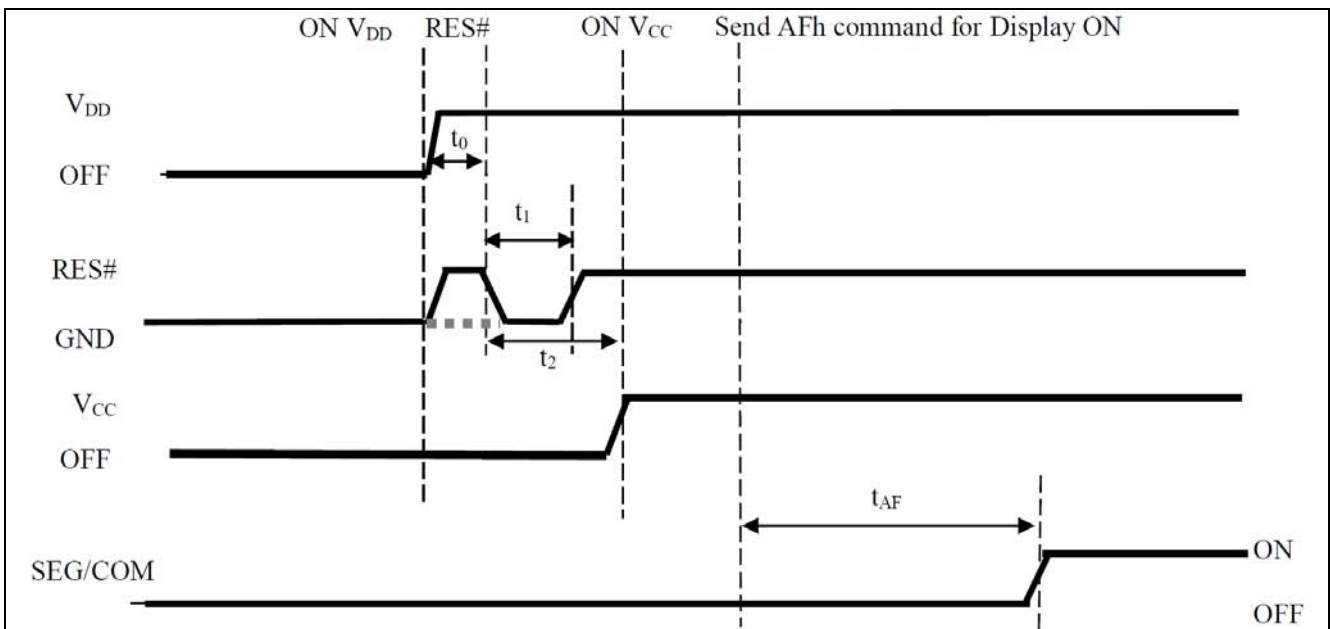 ON VDD RES# ON VCC Send AFh command for Display ON
VDD
t0
OFF
t1
RES#
GND
t2
VCC
OFF
tAF
ON
SEG/COM
OFF